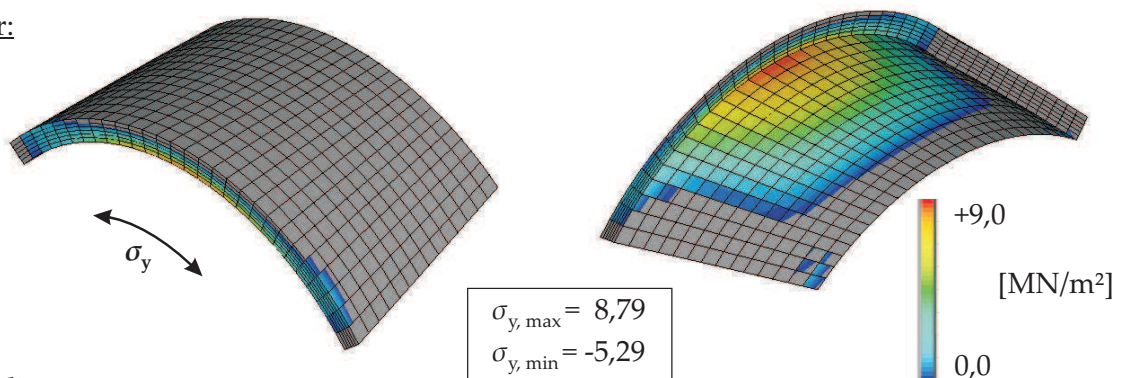 r:
σy
σy, max = 8,79
σy, min = -5,29
+9,0
[MN/m²]
0,0